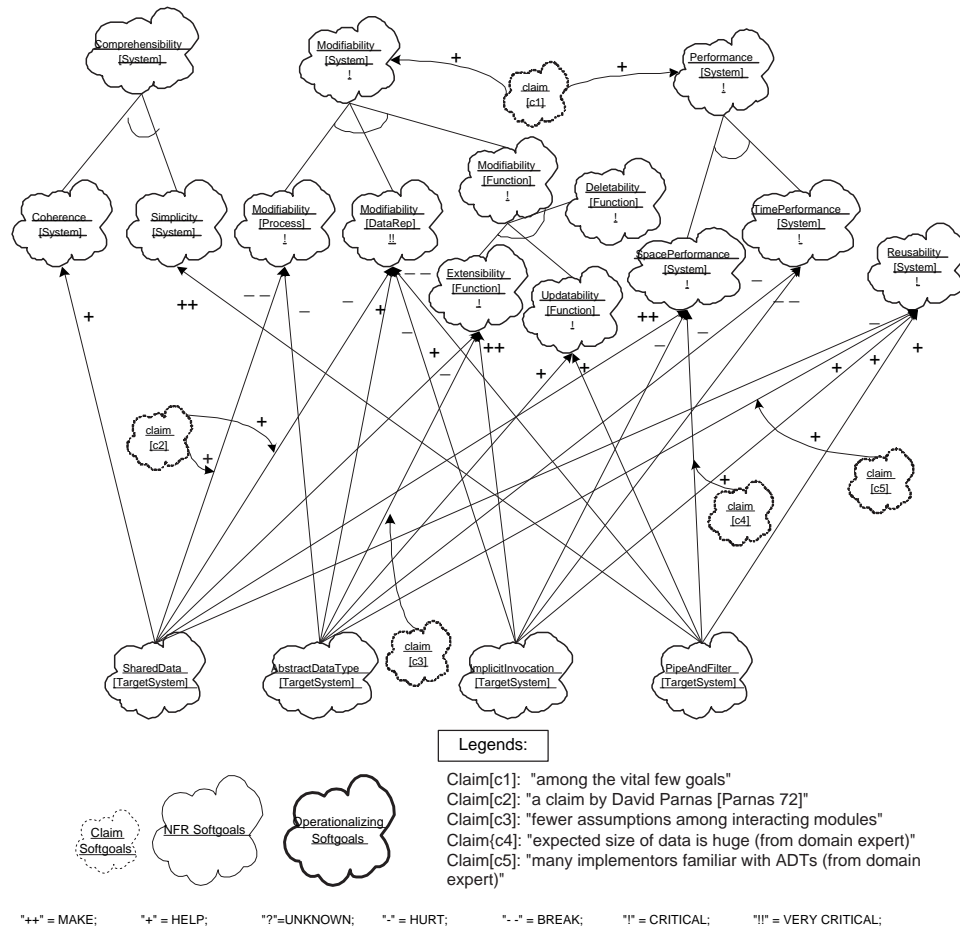 Comprehensibility
[System]
Modifiability
[System]
!
+
+
claim
[c1]
Performance
[System]
!
Modifiability
[Function]
!
Deletability
[Function]
!
Coherence
[System]
Simplicity
[System]
Modifiability
[Process]
!
Modifiability
[DataRep]
!!
TimePerformance
[System]
!
SpacePerformance
[System]
!
Reusability
[System]
!
Extensibility
[Function]
!
Updatability
[Function]
!
+
++
- -
-
-
+
- -
-
+
-
++
+
+
++
-
-
-
- -
-
+
+
+
claim
[c2]
+
+
+
claim
[c5]
+
claim
[c4]
claim
[c3]
SharedData
[TargetSystem]
AbstractDataType
[TargetSystem]
ImplicitInvocation
[TargetSystem]
PipeAndFilter
[TargetSystem]
Legends:
Claim
Softgoals
NFR Softgoals
Operationalizing
Softgoals
Claim[c1]: "among the vital few goals"
Claim[c2]: "a claim by David Parnas [Parnas 72]"
Claim[c3]: "fewer assumptions among interacting modules"
Claim{c4]: "expected size of data is huge (from domain expert)"
Claim[c5]: "many implementors familiar with ADTs (from domain
expert)"
"++" = MAKE; "+" = HELP; "?"=UNKNOWN; "-" = HURT; "- -" = BREAK; "!" = CRITICAL; "!!" = VERY CRITICAL;